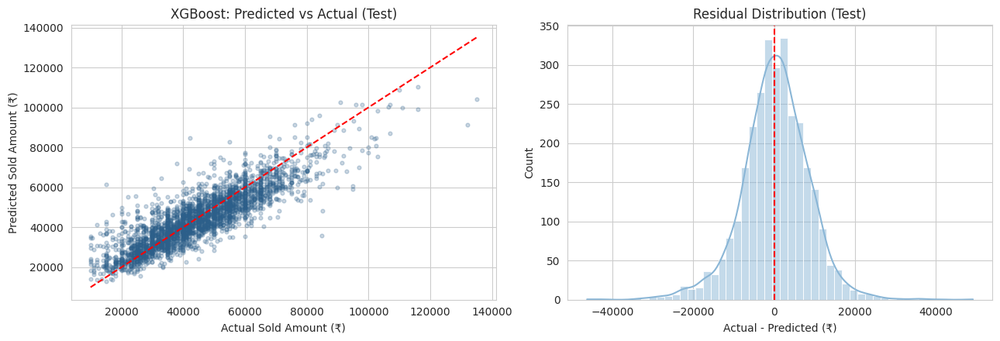 XGBoost: Predicted vs Actual (Test)
140000
120000
100000
80000
60000
40000
20000
Predicted Sold Amount (₹)
20000 40000 60000 80000 100000 120000 140000
Actual Sold Amount (₹)
Residual Distribution (Test)
350
300
250
200
150
100
50
0
Count
−40000 −20000 0 20000 40000
Actual - Predicted (₹)